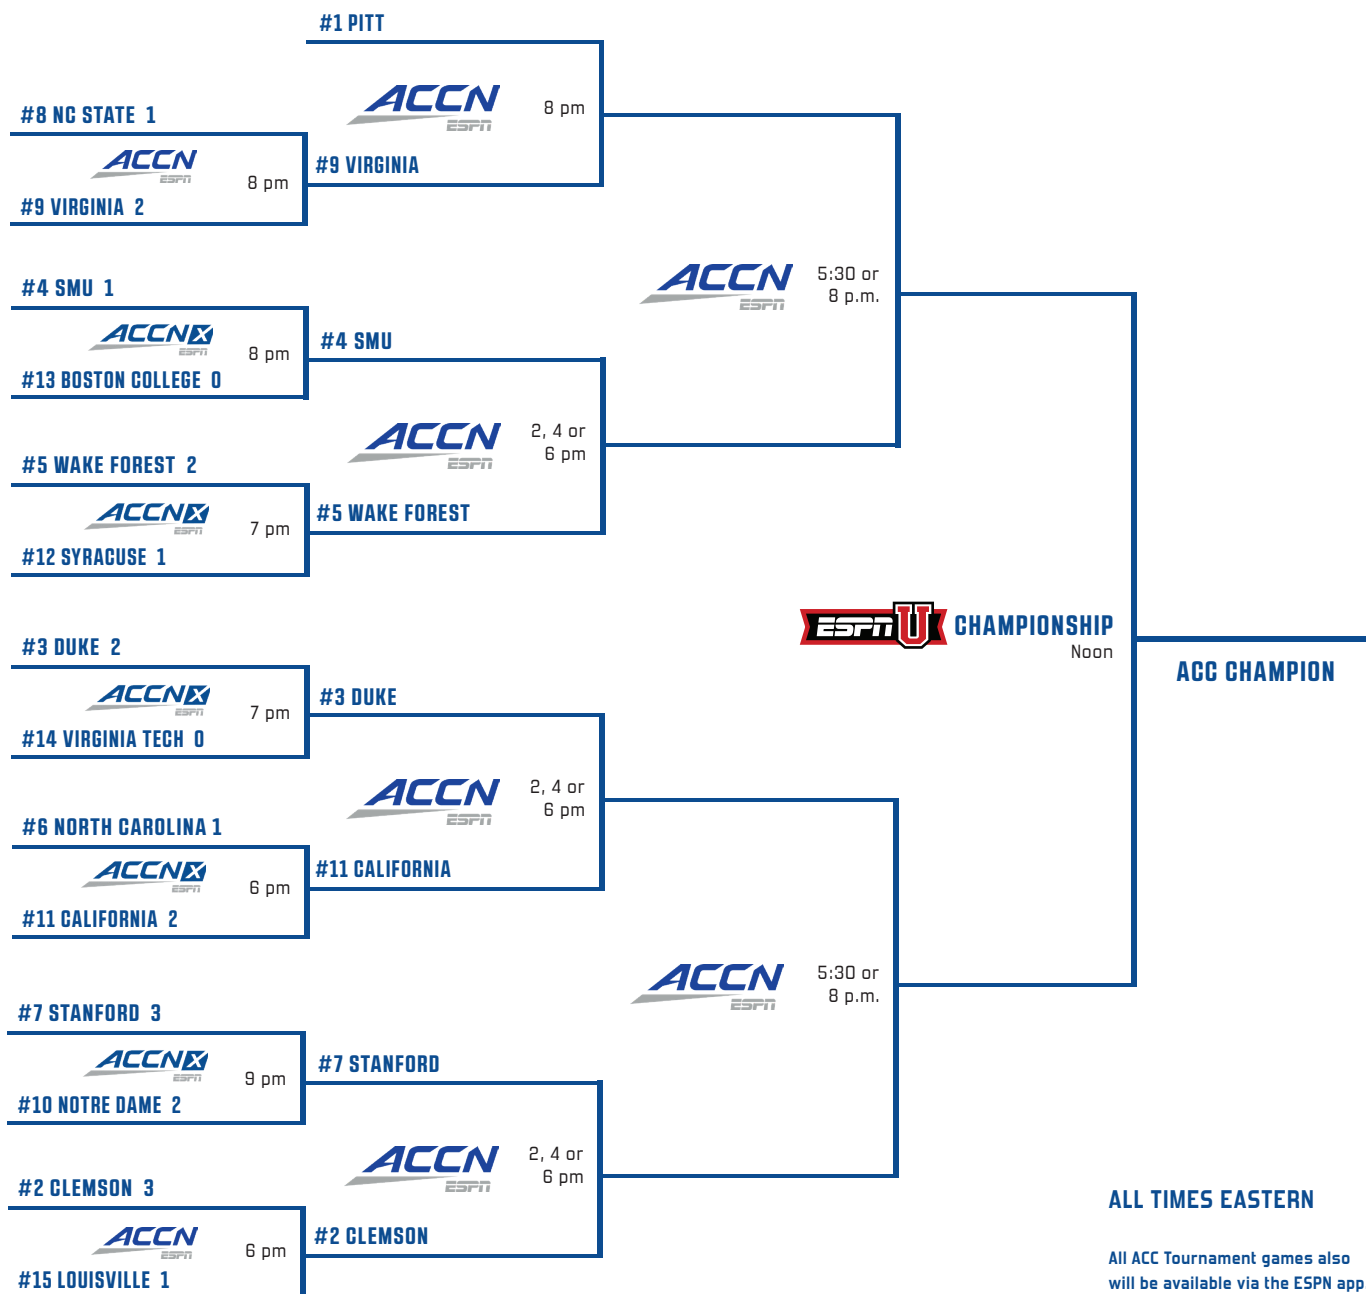 #1 PITT
ACCN
ESPN
8 pm
#8 NC STATE 1
ACCN
ESPN
8 pm
#9 VIRGINIA 2
#9 VIRGINIA
#4 SMU 1
ACCNX
ESPN
8 pm
#13 BOSTON COLLEGE 0
#4 SMU
ACCN
ESPN
2, 4 or
6 pm
#5 WAKE FOREST 2
ACCNX
ESPN
7 pm
#12 SYRACUSE 1
#5 WAKE FOREST
ACCN
ESPN
5:30 or
8 p.m.
#3 DUKE 2
ACCNX
ESPN
7 pm
#14 VIRGINIA TECH 0
#3 DUKE
ACCN
ESPN
2, 4 or
6 pm
#6 NORTH CAROLINA 1
ACCNX
ESPN
6 pm
#11 CALIFORNIA 2
#11 CALIFORNIA
ESPN U CHAMPIONSHIP
Noon
ACC CHAMPION
ACCN
ESPN
5:30 or
8 p.m.
#7 STANFORD 3
ACCNX
ESPN
9 pm
#10 NOTRE DAME 2
#7 STANFORD
ACCN
ESPN
2, 4 or
6 pm
#2 CLEMSON 3
ACCN
ESPN
6 pm
#15 LOUISVILLE 1
#2 CLEMSON
ALL TIMES EASTERN
All ACC Tournament games also
will be available via the ESPN app